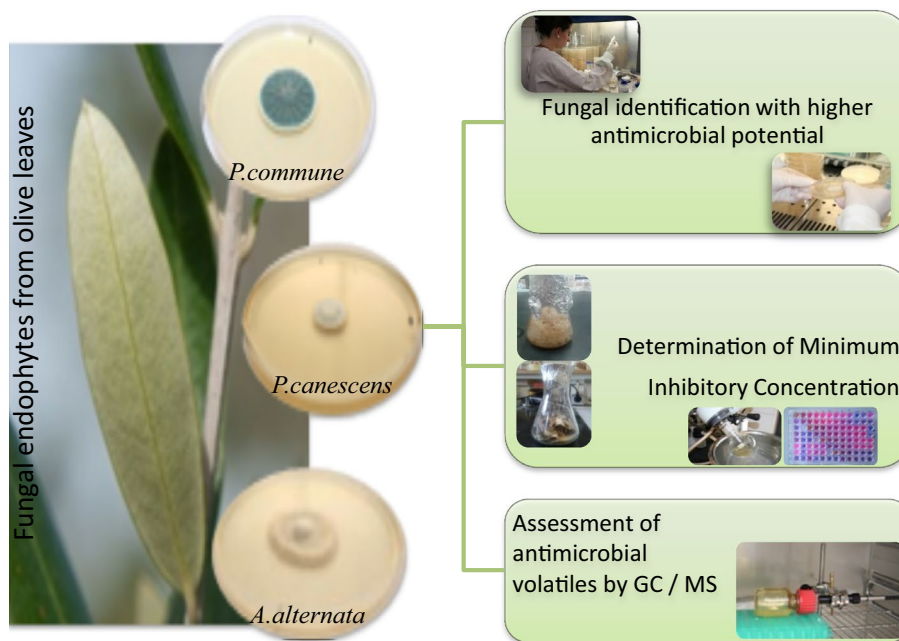 Fungal endophytes from olive leaves
P.commune
P.canescens
A.alternata
Fungal identification with higher
antimicrobial potential
Determination of Minimum
Inhibitory Concentration
Assessment of
antimicrobial
volatiles by GC / MS